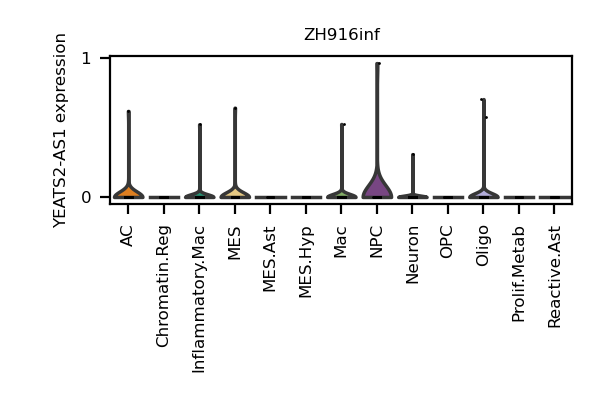 ZH916inf
YEATS2-AS1 expression
1
0
AC
Chromatin.Reg
Inflammatory.Mac
MES
MES.Ast
MES.Hyp
Mac
NPC
Neuron
OPC
Oligo
Prolif.Metab
Reactive.Ast